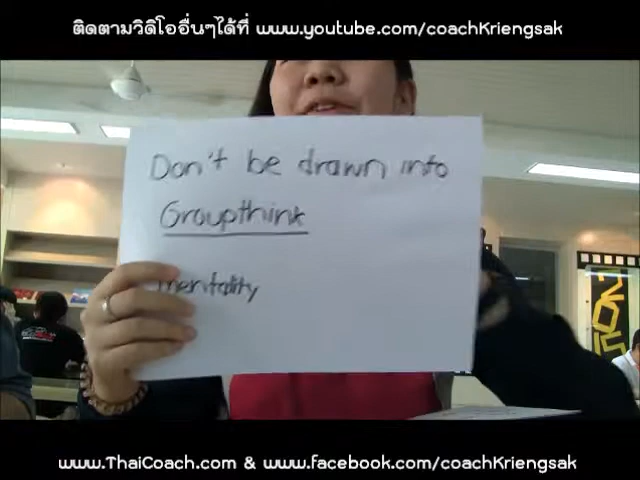 ติดตามวิดิโออื่นๆได้ที่ www.youtube.com/coachKriengsak
Don't be drawn into
Groupthink
mentality
www.ThaiCoach.com & www.facebook.com/coachKriengsak